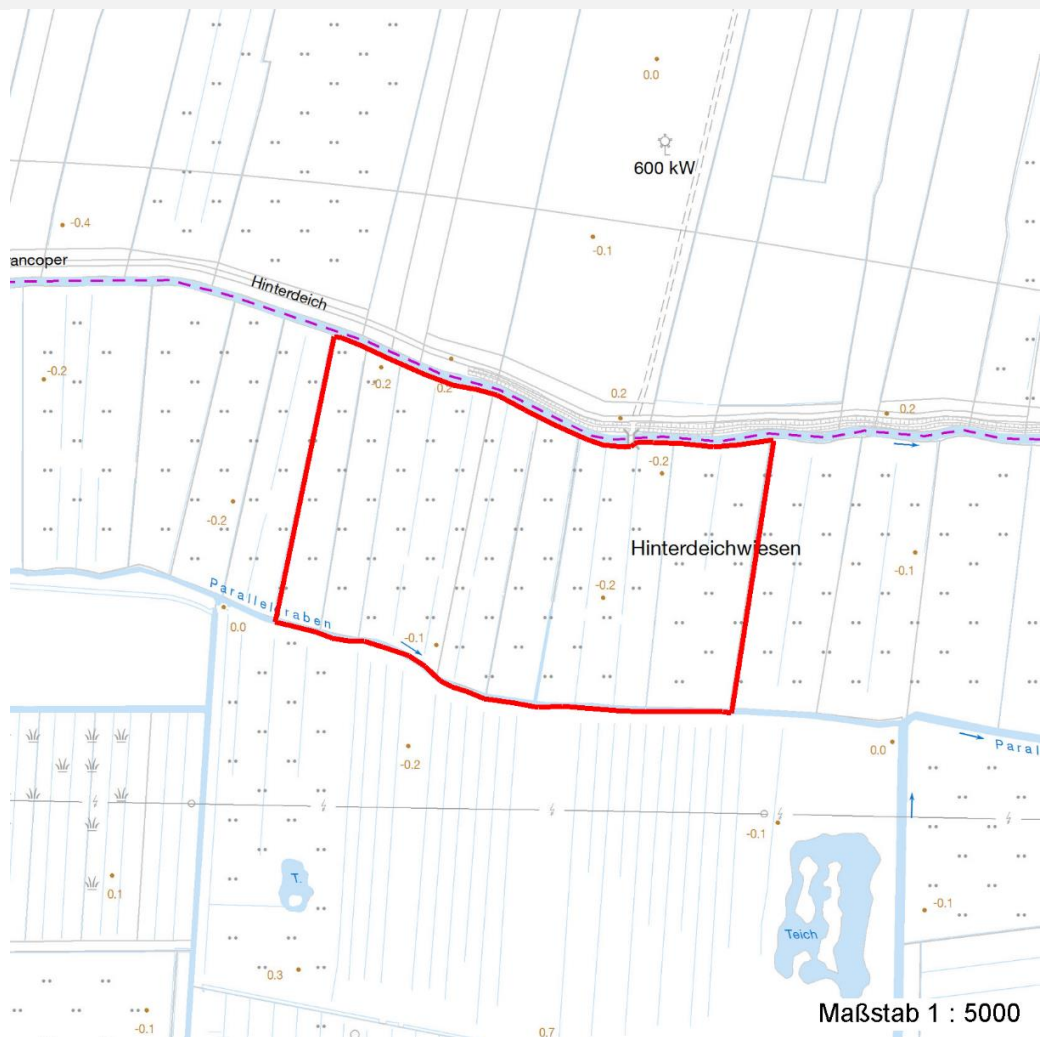 0.0
600 kW
-0.4
-0.1
ancoper
Hinterdeich
-0.2
-0.2
0.2
0.2
0.2
-0.2
-0.2
Hinterdeichwiesen
-0.1
-0.2
Parallelgraben
0.0
-0.1
-0.2
0.0
Paral
-0.1
0.1
T.
-0.1
Teich
0.3
-0.1
0.7
Maßstab 1 : 5000